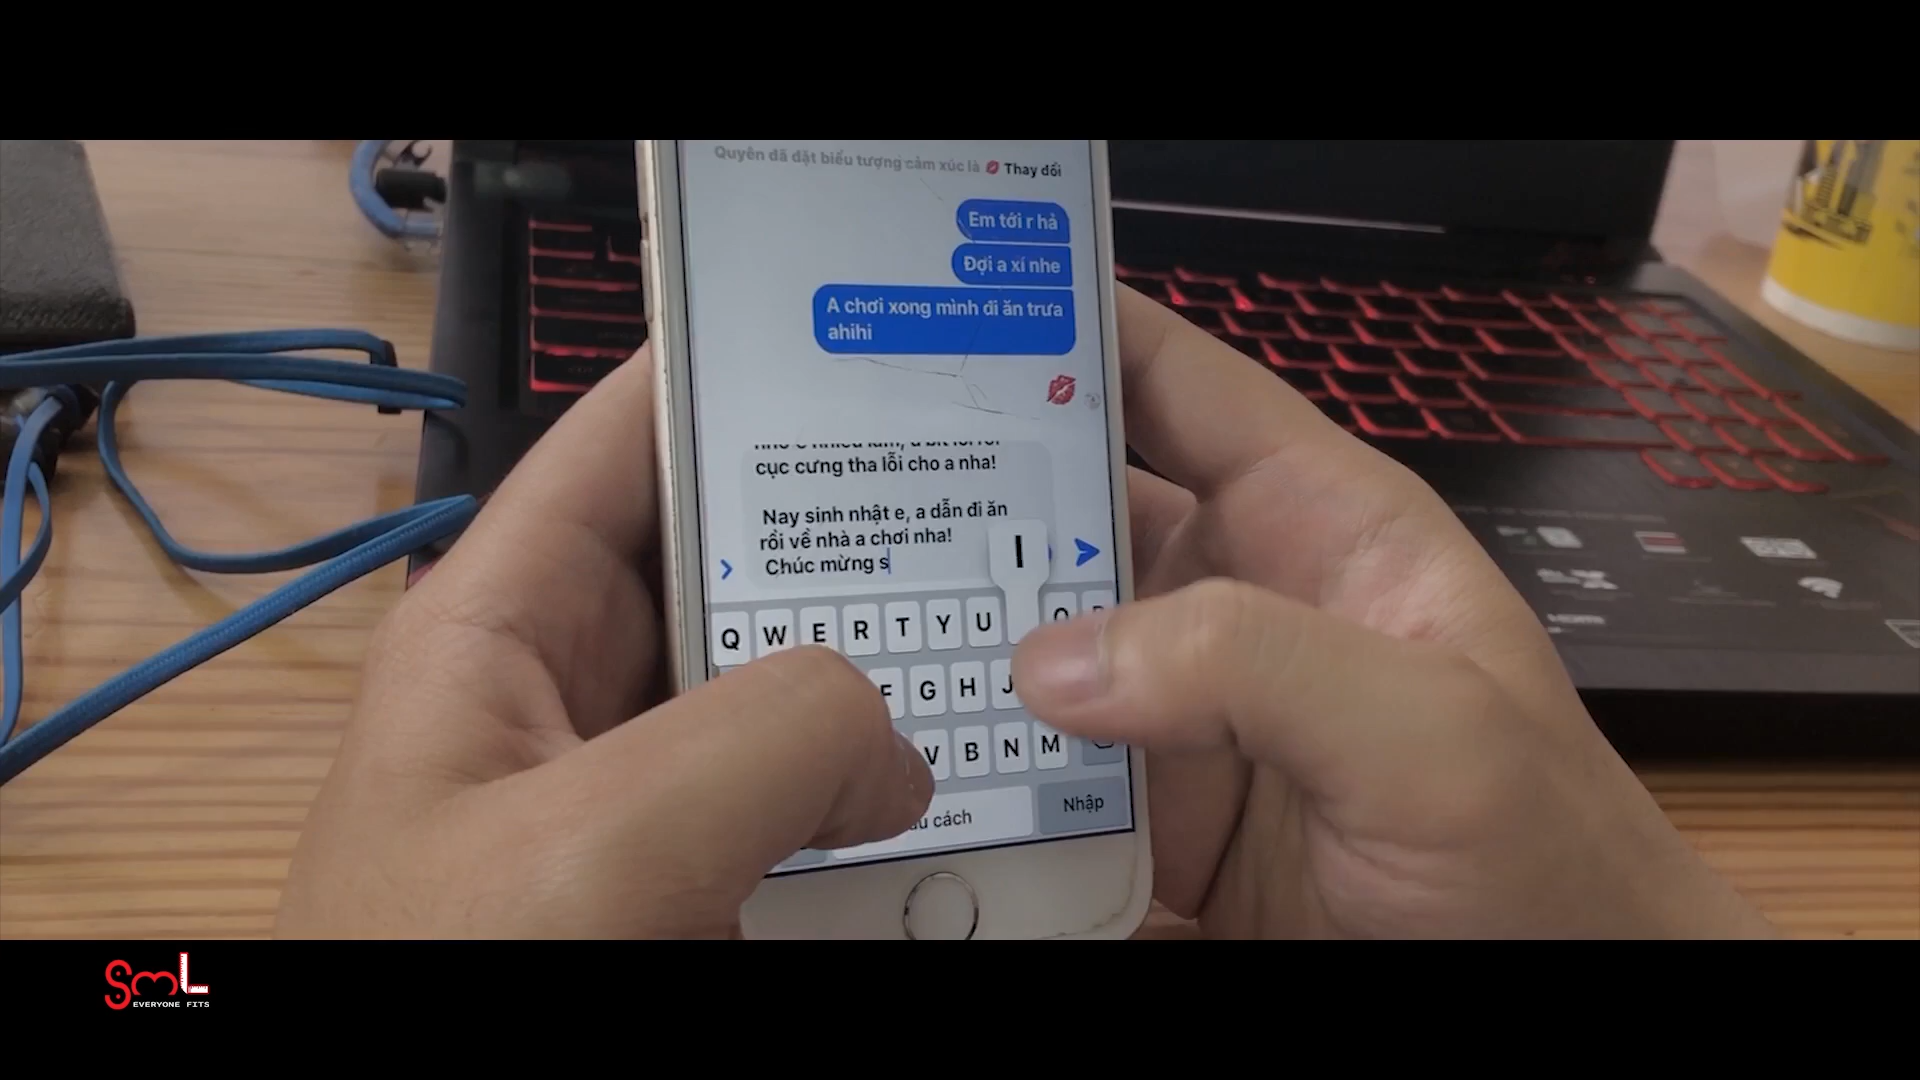 Quyên đã đặt biểu tượng cảm xúc là 💋 Thay đổi
Em tới r hả
Đợi a xí nhe
A chơi xong mình đi ăn trưa
ahihi
cục cưng tha lỗi cho a nha!
Nay sinh nhật e, a dẫn đi ăn
rồi về nhà a chơi nha!
Chúc mừng s
I
Q W E R T Y U
G H J
V B N M
cách
Nhập
SML
EVERYONE FITS